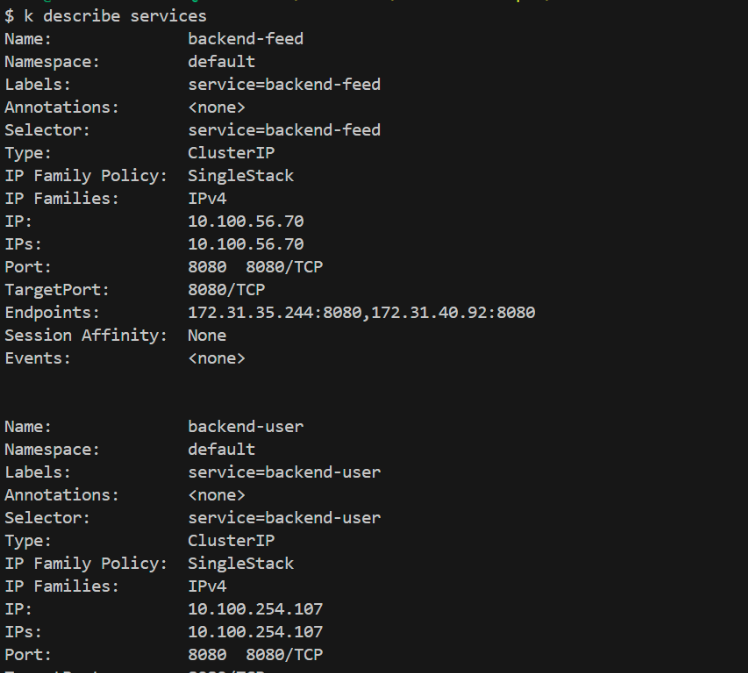 $ k describe services
Name:              backend-feed
Namespace:         default
Labels:            service=backend-feed
Annotations:       <none>
Selector:          service=backend-feed
Type:              ClusterIP
IP Family Policy:  SingleStack
IP Families:       IPv4
IP:                10.100.56.70
IPs:               10.100.56.70
Port:              8080  8080/TCP
TargetPort:        8080/TCP
Endpoints:         172.31.35.244:8080,172.31.40.92:8080
Session Affinity:  None
Events:            <none>
Name:              backend-user
Namespace:         default
Labels:            service=backend-user
Annotations:       <none>
Selector:          service=backend-user
Type:              ClusterIP
IP Family Policy:  SingleStack
IP Families:       IPv4
IP:                10.100.254.107
IPs:               10.100.254.107
Port:              8080  8080/TCP